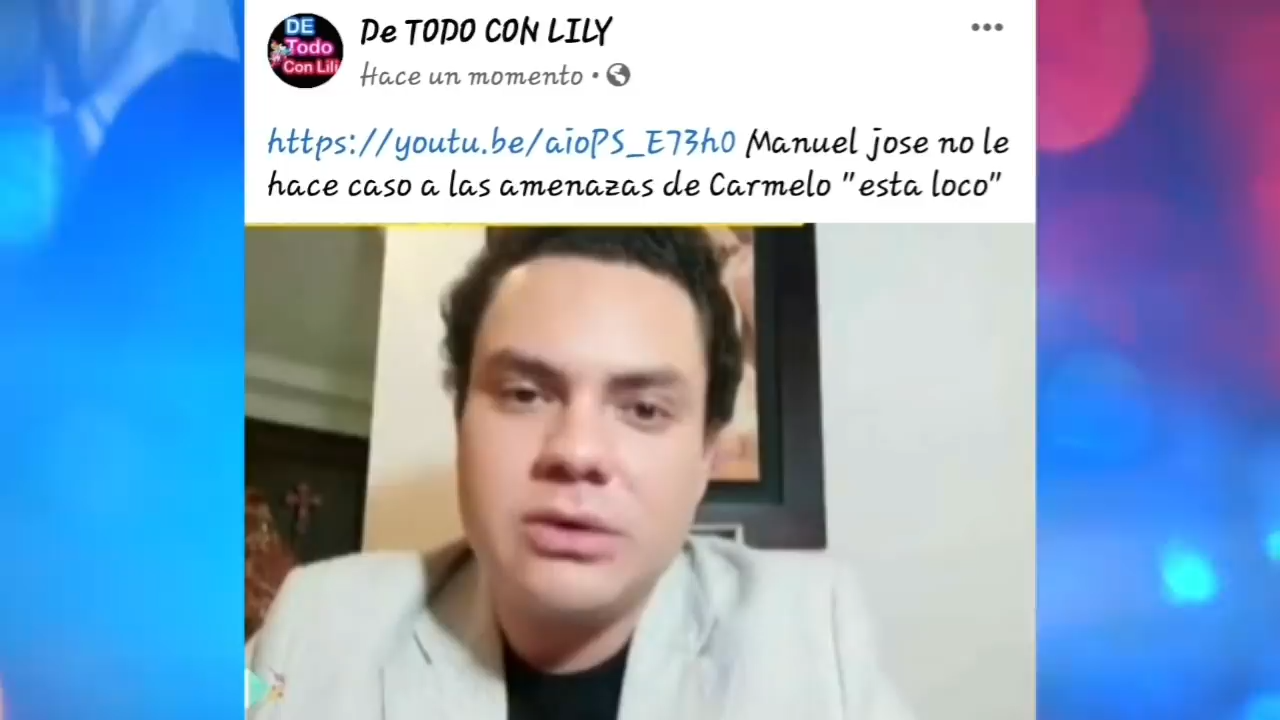 DE
Todo
Con Lili
De TODO CON LILY
Hace un momento •
https://youtu.be/aioPS_E73h0 Manuel jose no le
hace caso a las amenazas de Carmelo "esta loco"